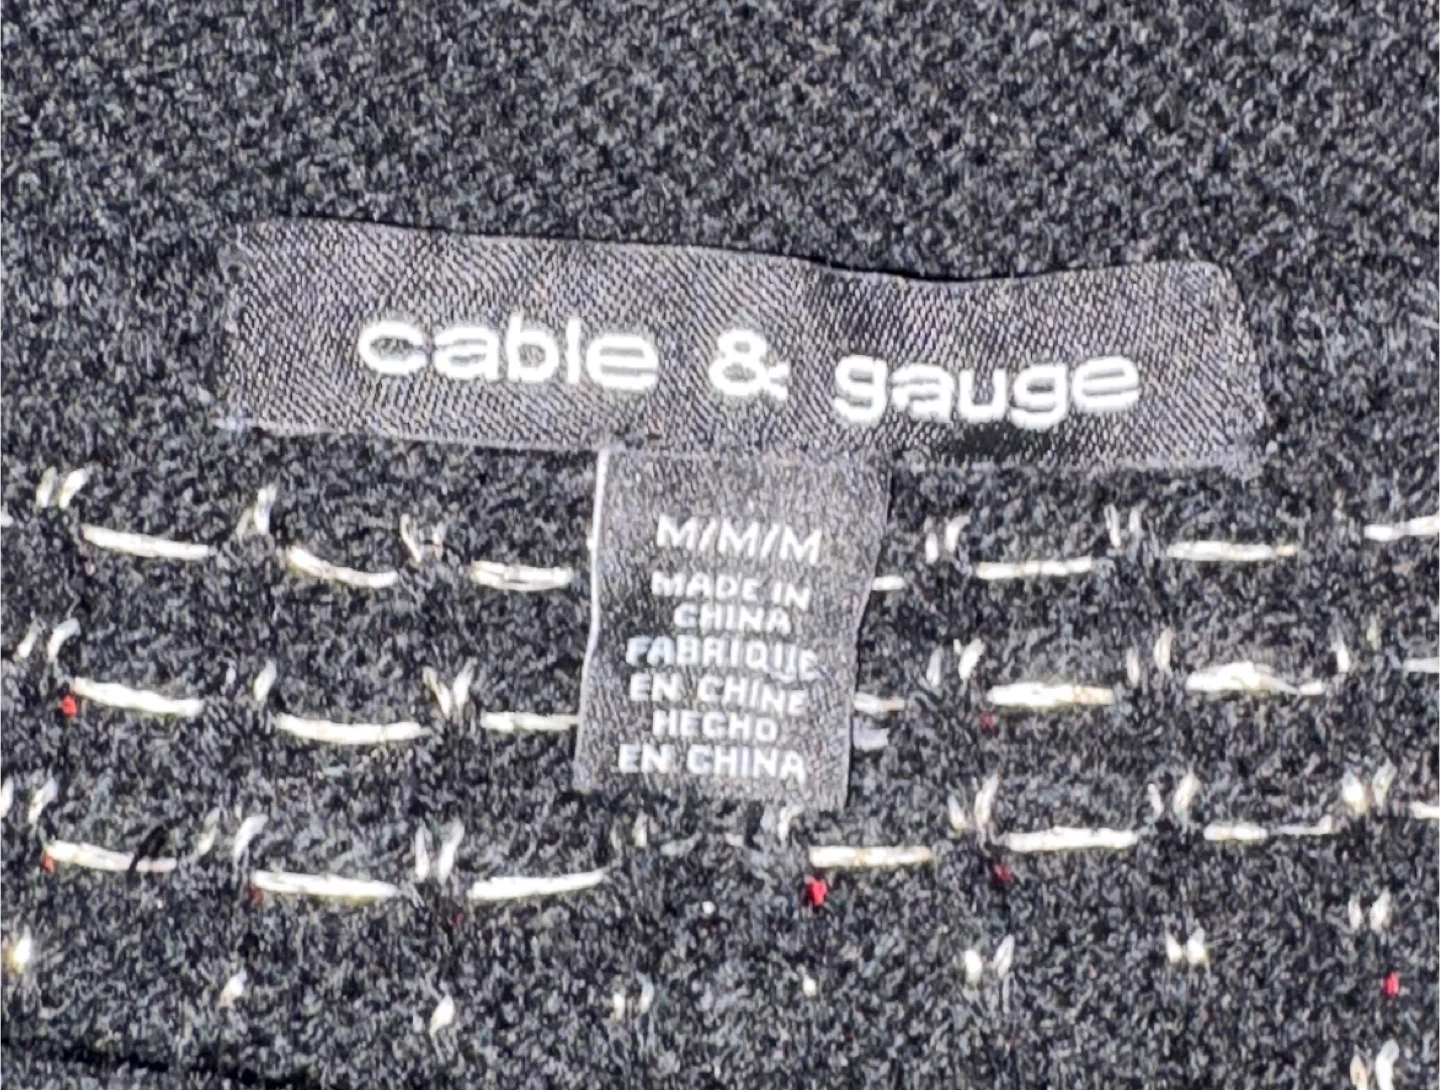 cable & gauge
M/M/M
MADE IN
CHINA
FABRIQUE
EN CHINE
HECHO
EN CHINA